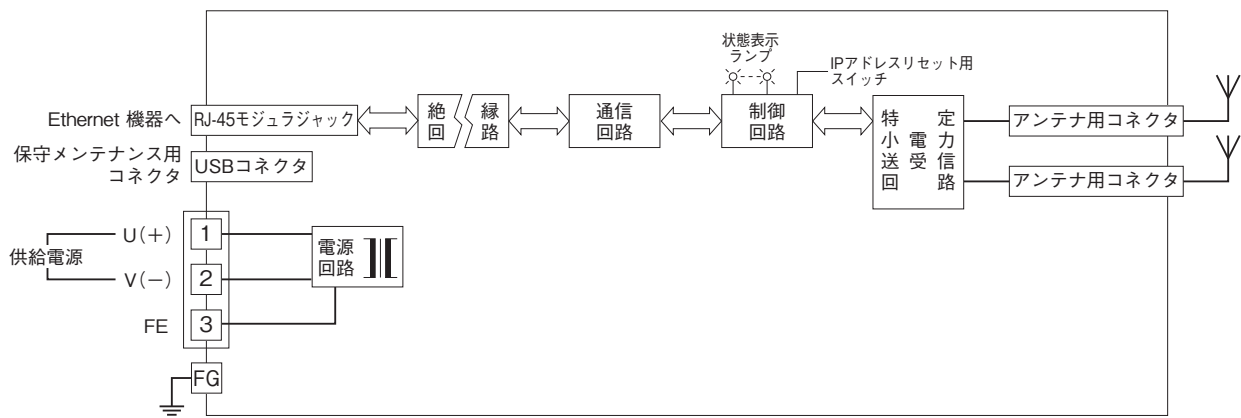 状態表示
ランプ
IPアドレスリセット用
スイッチ
Ethernet 機器へ
RJ-45モジュラジャック
絶縁
回路
通信
回路
制御
回路
特定
小電力
送受信
回路
アンテナ用コネクタ
アンテナ用コネクタ
保守メンテナンス用
コネクタ
USBコネクタ
供給電源
U(+)
1
V(−)
2
FE
3
電源
回路
FG